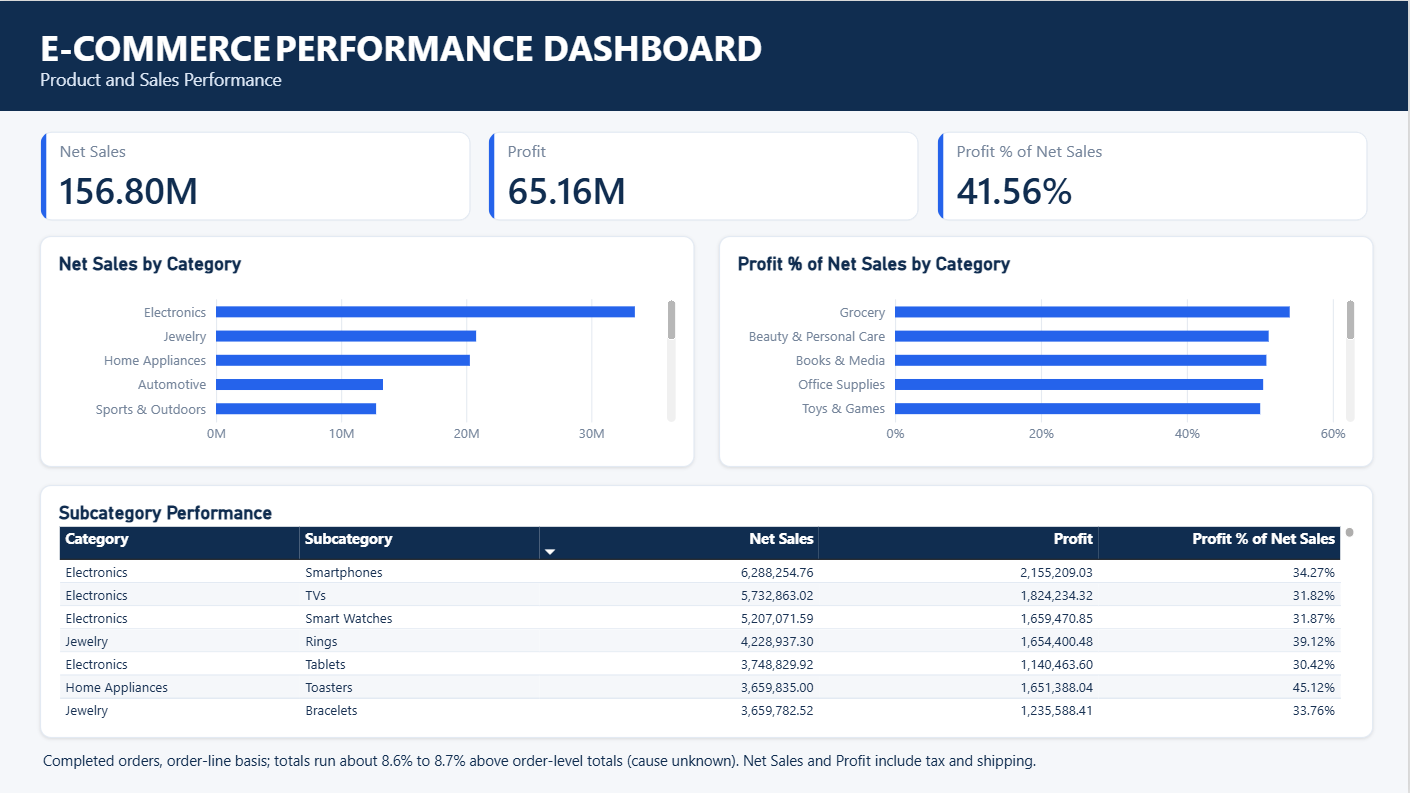 E-COMMERCE PERFORMANCE DASHBOARD
Product and Sales Performance
Net Sales
156.80M
Profit
65.16M
Profit % of Net Sales
41.56%
Net Sales by Category
Electronics
Jewelry
Home Appliances
Automotive
Sports & Outdoors
0M 10M 20M 30M
Profit % of Net Sales by Category
Grocery
Beauty & Personal Care
Books & Media
Office Supplies
Toys & Games
0% 20% 40% 60%
Subcategory Performance
Category Subcategory Net Sales Profit Profit % of Net Sales
Electronics Smartphones 6,288,254.76 2,155,209.03 34.27%
Electronics TVs 5,732,863.02 1,824,234.32 31.82%
Electronics Smart Watches 5,207,071.59 1,659,470.85 31.87%
Jewelry Rings 4,228,937.30 1,654,400.48 39.12%
Electronics Tablets 3,748,829.92 1,140,463.60 30.42%
Home Appliances Toasters 3,659,835.00 1,651,388.04 45.12%
Jewelry Bracelets 3,659,782.52 1,235,588.41 33.76%
Completed orders, order-line basis; totals run about 8.6% to 8.7% above order-level totals (cause unknown). Net Sales and Profit include tax and shipping.